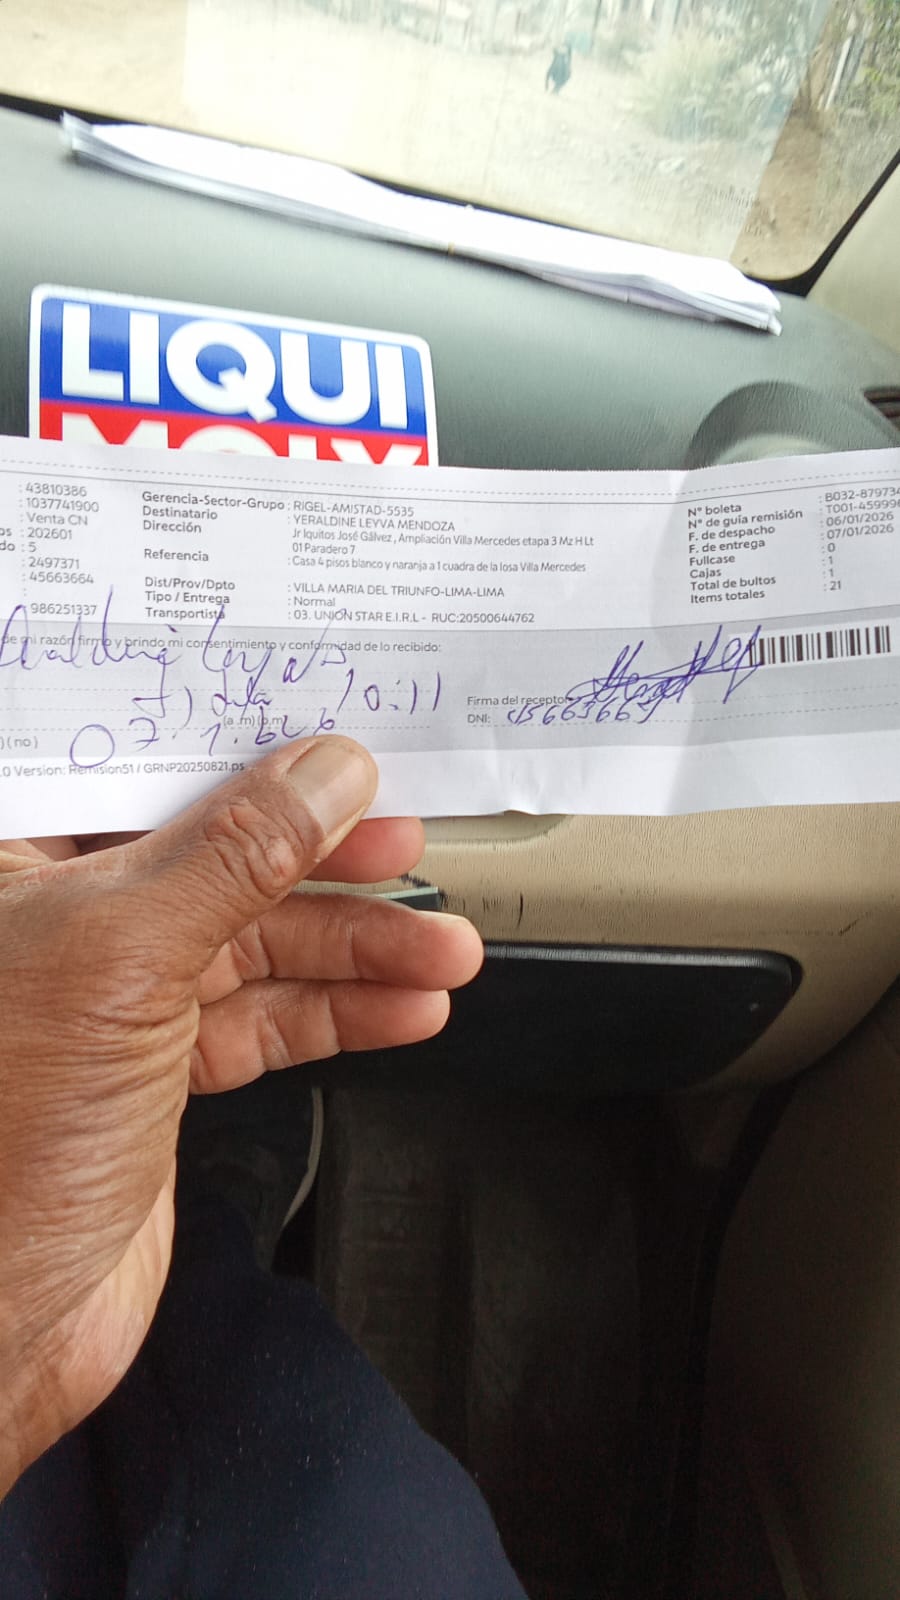 LIQUI
MOLY
: 43810386
: 1037741900
: Venta CN
os : 202601
do : 5
: 2497371
: 45663664
:
: 986251337
Gerencia-Sector-Grupo : RIGEL-AMISTAD-5535
Destinatario : YERALDINE LEYVA MENDOZA
Dirección : Jr Iquitos José Gálvez , Ampliación Villa Mercedes etapa 3 Mz H Lt
01 Paradero 7
Referencia : Casa 4 pisos blanco y naranja a 1 cuadra de la losa Villa Mercedes
Dist/Prov/Dpto : VILLA MARIA DEL TRIUNFO-LIMA-LIMA
Tipo / Entrega : Normal
Transportista : 03. UNION STAR E.I.R.L - RUC:20500644762
N° boleta : B032-87973
N° de guía remisión : T001-45999
F. de despacho : 06/01/2026
F. de entrega : 07/01/2026
Fullcase : 0
Cajas : 1
Total de bultos : 1
Items totales : 21
de mi razón firmo y brindo mi consentimiento y conformidad de lo recibido:
10:11
(a .m) (p.m
Firma del receptor
DNI:
) ( no )
.0 Version: Remision51 / GRNP20250821.ps